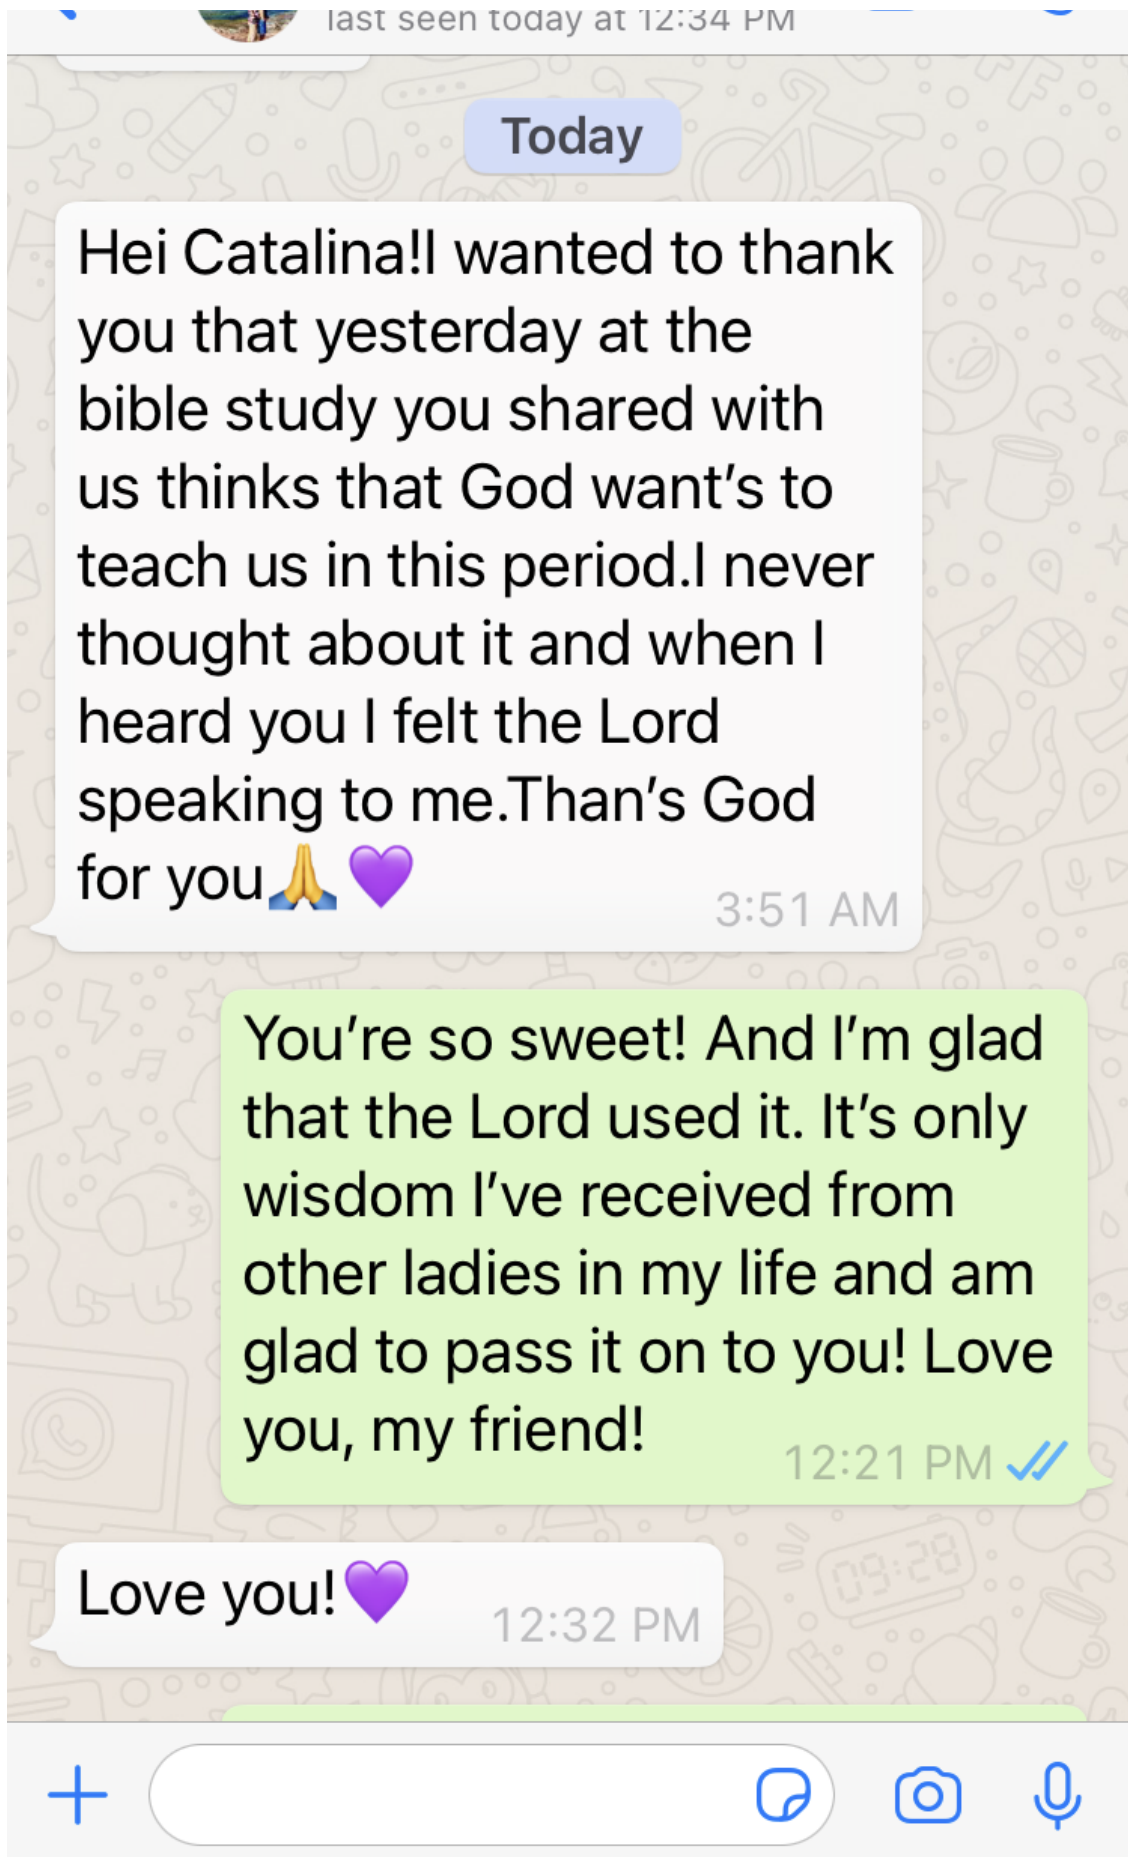 last seen today at 12:34 PM
Today
Hei Catalina!I wanted to thank
you that yesterday at the
bible study you shared with
us thinks that God want's to
teach us in this period.I never
thought about it and when I
heard you I felt the Lord
speaking to me.Than's God
for you🙏💜
3:51 AM
You're so sweet! And I'm glad
that the Lord used it. It's only
wisdom I've received from
other ladies in my life and am
glad to pass it on to you! Love
you, my friend!
12:21 PM
Love you!💜
12:32 PM
09:28